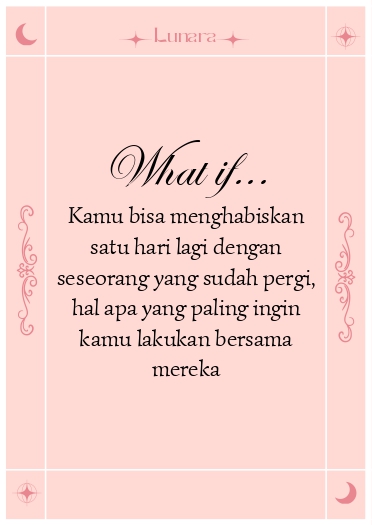 Lunara
What if...
Kamu bisa menghabiskan
satu hari lagi dengan
seseorang yang sudah pergi,
hal apa yang paling ingin
kamu lakukan bersama
mereka